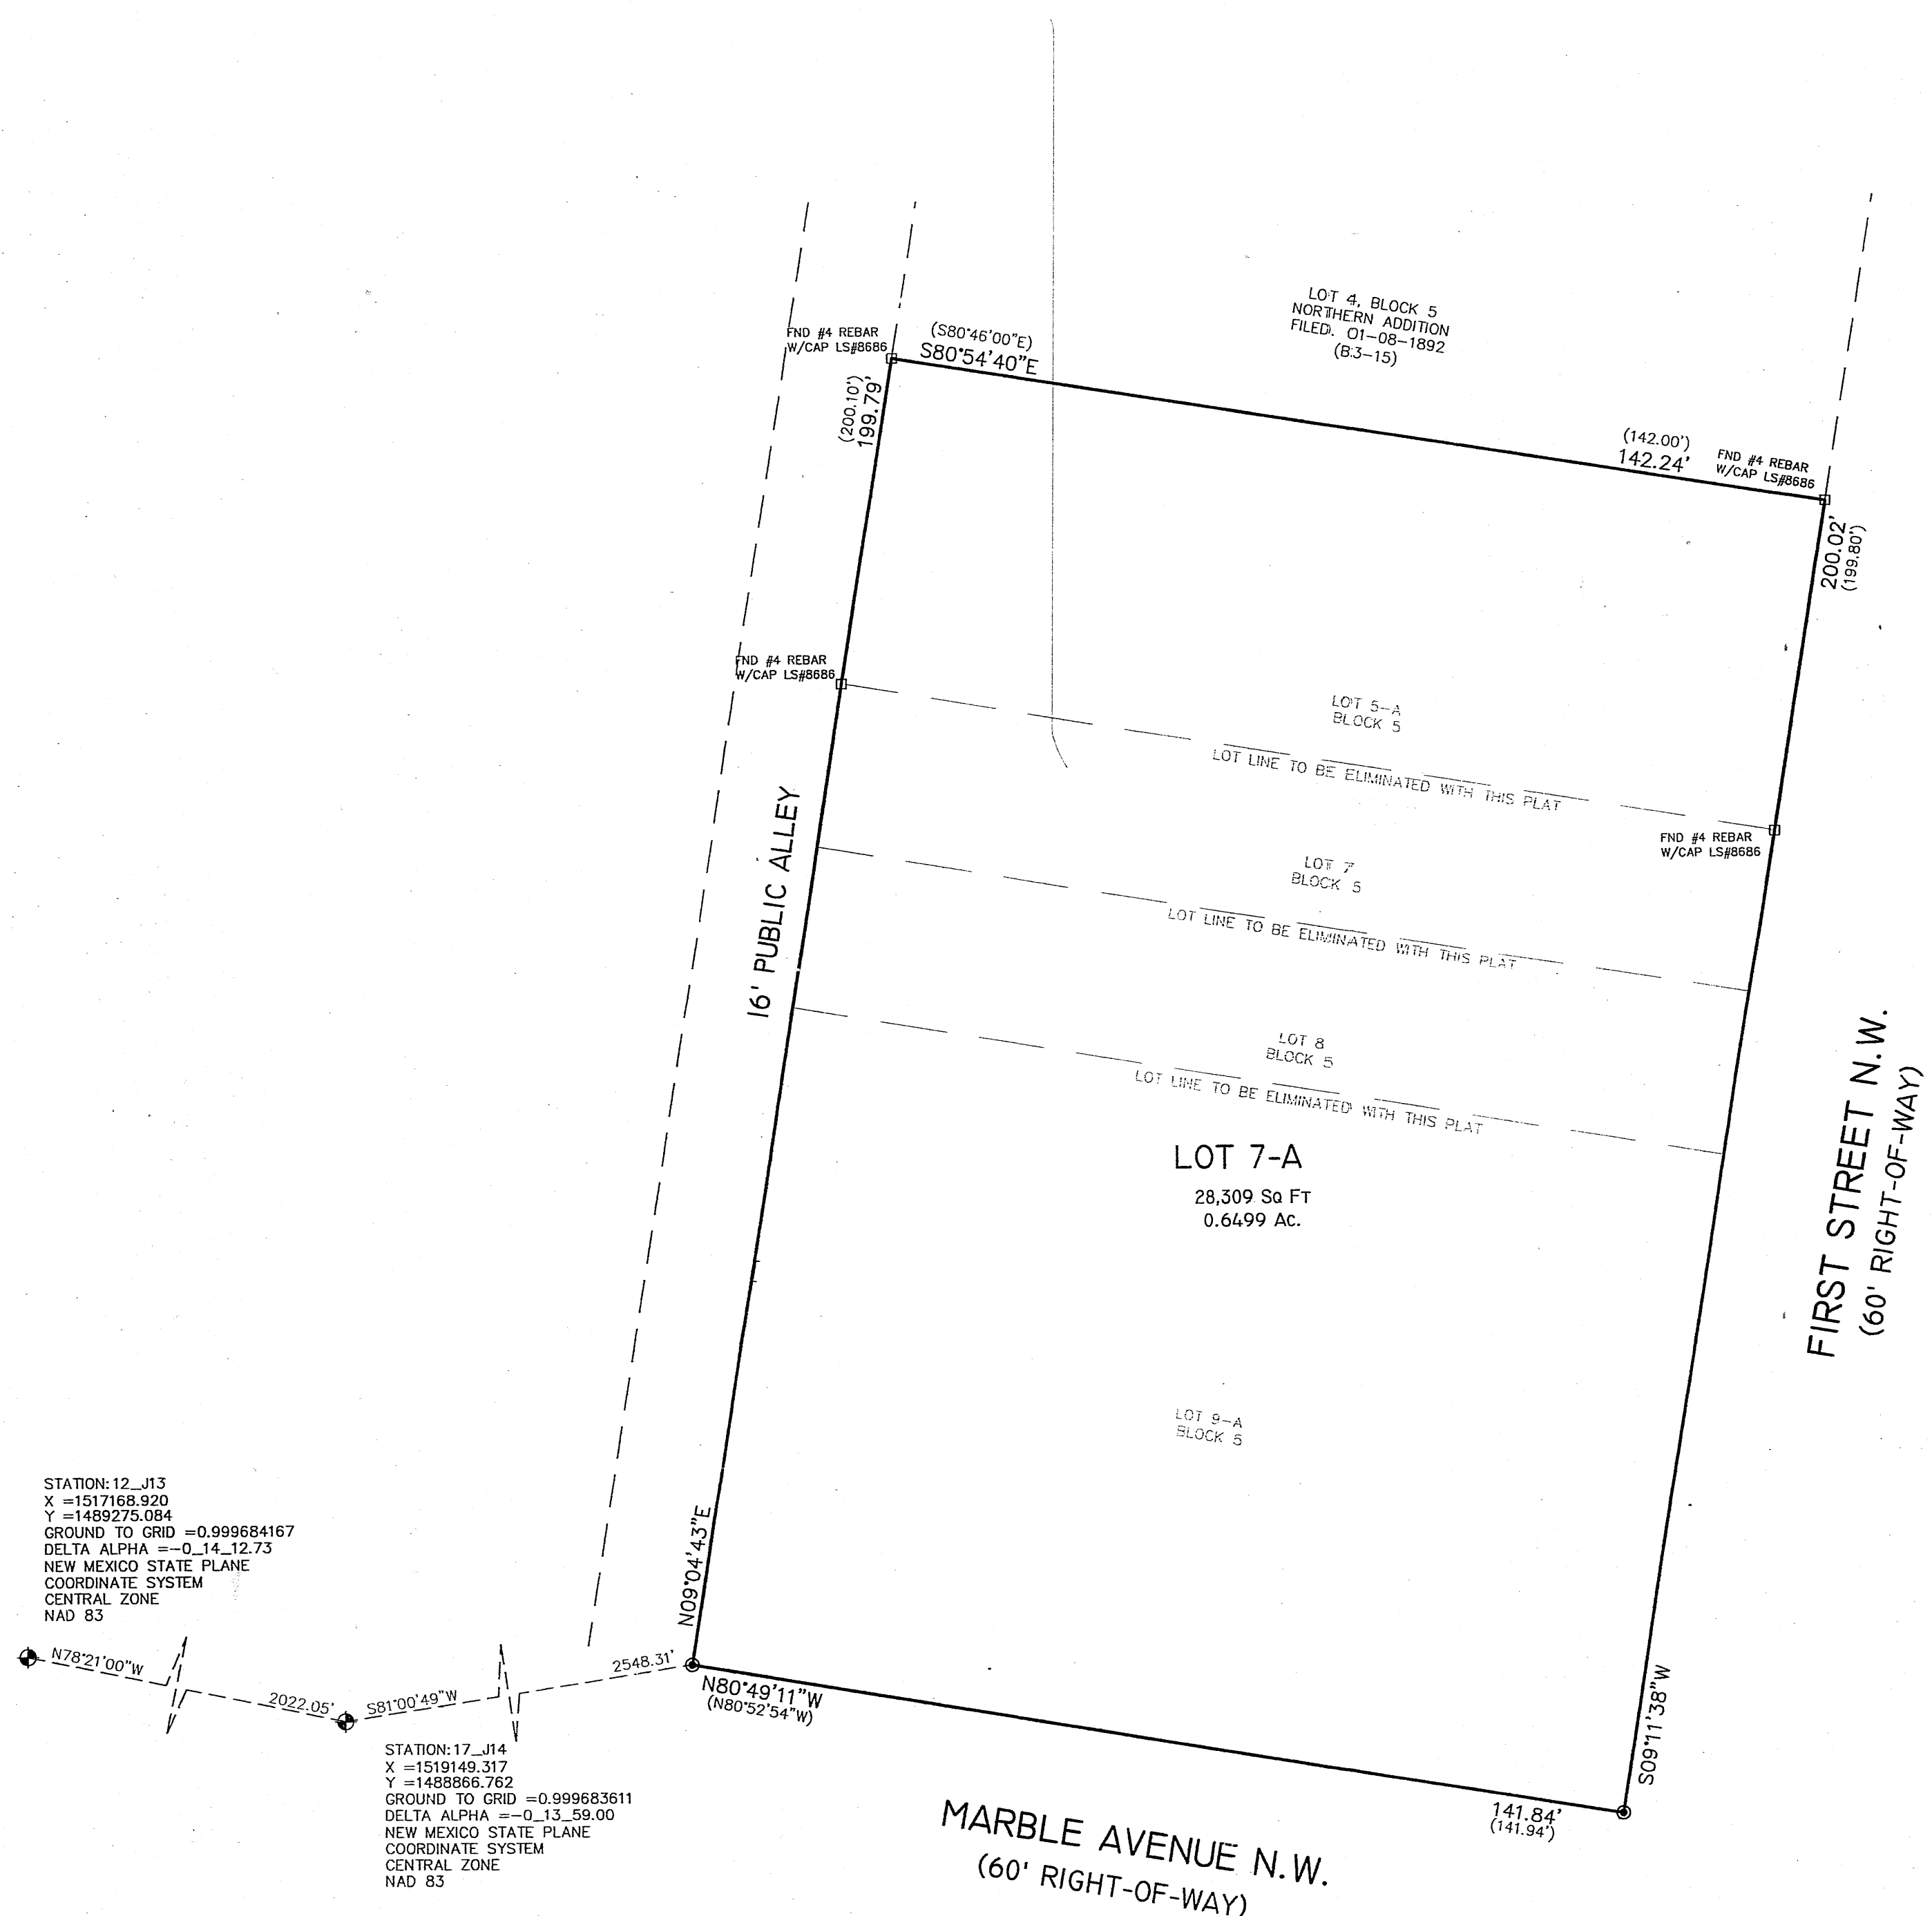 LOT 4, BLOCK 5
NORTHERN ADDITION
FILED. 01-08-1892
(B3-15)
FND #4 REBAR
W/CAP LS#8686
(S80°46'00"E)
S80°54'40"E
(200.10')
199.79'
(142.00')
142.24'
FND #4 REBAR
W/CAP LS#8686
200.02'
(199.80')
FND #4 REBAR
W/CAP LS#8686
LOT 5-A
BLOCK 5
LOT LINE TO BE ELIMINATED WITH THIS PLAT
FND #4 REBAR
W/CAP LS#8686
16' PUBLIC ALLEY
LOT 7
BLOCK 5
LOT LINE TO BE ELIMINATED WITH THIS PLAT
LOT 8
BLOCK 5
LOT LINE TO BE ELIMINATED WITH THIS PLAT
LOT 7-A
28,309 SQ FT
0.6499 AC.
FIRST STREET N.W.
(60' RIGHT-OF-WAY)
LOT 9-A
BLOCK 5
STATION:12_J13
X =1517168.920
Y =1489275.084
GROUND TO GRID =0.999684167
DELTA ALPHA =-0_14_12.73
NEW MEXICO STATE PLANE
COORDINATE SYSTEM
CENTRAL ZONE
NAD 83
N09°04'43"E
N78°21'00"W
2022.05'
S81°00'49"W
2548.31'
N80°49'11"W
(N80°52'54"W)
S09°11'38"W
141.84'
(141.94')
STATION:17_J14
X =1519149.317
Y =1488866.762
GROUND TO GRID =0.999683611
DELTA ALPHA =-0_13_59.00
NEW MEXICO STATE PLANE
COORDINATE SYSTEM
CENTRAL ZONE
NAD 83
MARBLE AVENUE N.W.
(60' RIGHT-OF-WAY)